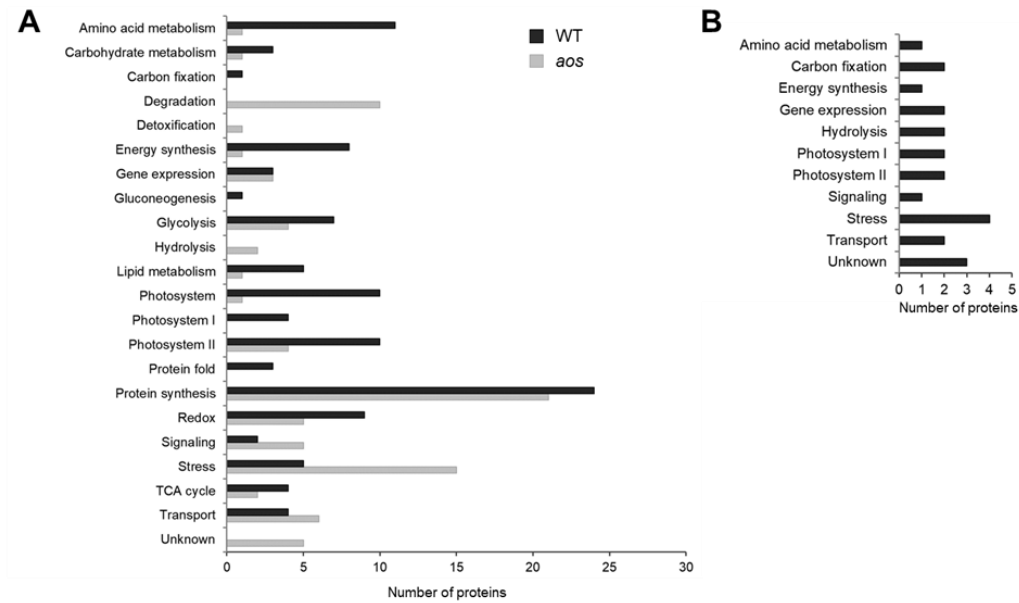 A
Amino acid metabolism
Carbohydrate metabolism
Carbon fixation
Degradation
Detoxification
Energy synthesis
Gene expression
Gluconeogenesis
Glycolysis
Hydrolysis
Lipid metabolism
Photosystem
Photosystem I
Photosystem II
Protein fold
Protein synthesis
Redox
Signaling
Stress
TCA cycle
Transport
Unknown
0 5 10 15 20 25 30
Number of proteins
WT
aos
B
Amino acid metabolism
Carbon fixation
Energy synthesis
Gene expression
Hydrolysis
Photosystem I
Photosystem II
Signaling
Stress
Transport
Unknown
0 1 2 3 4 5
Number of proteins